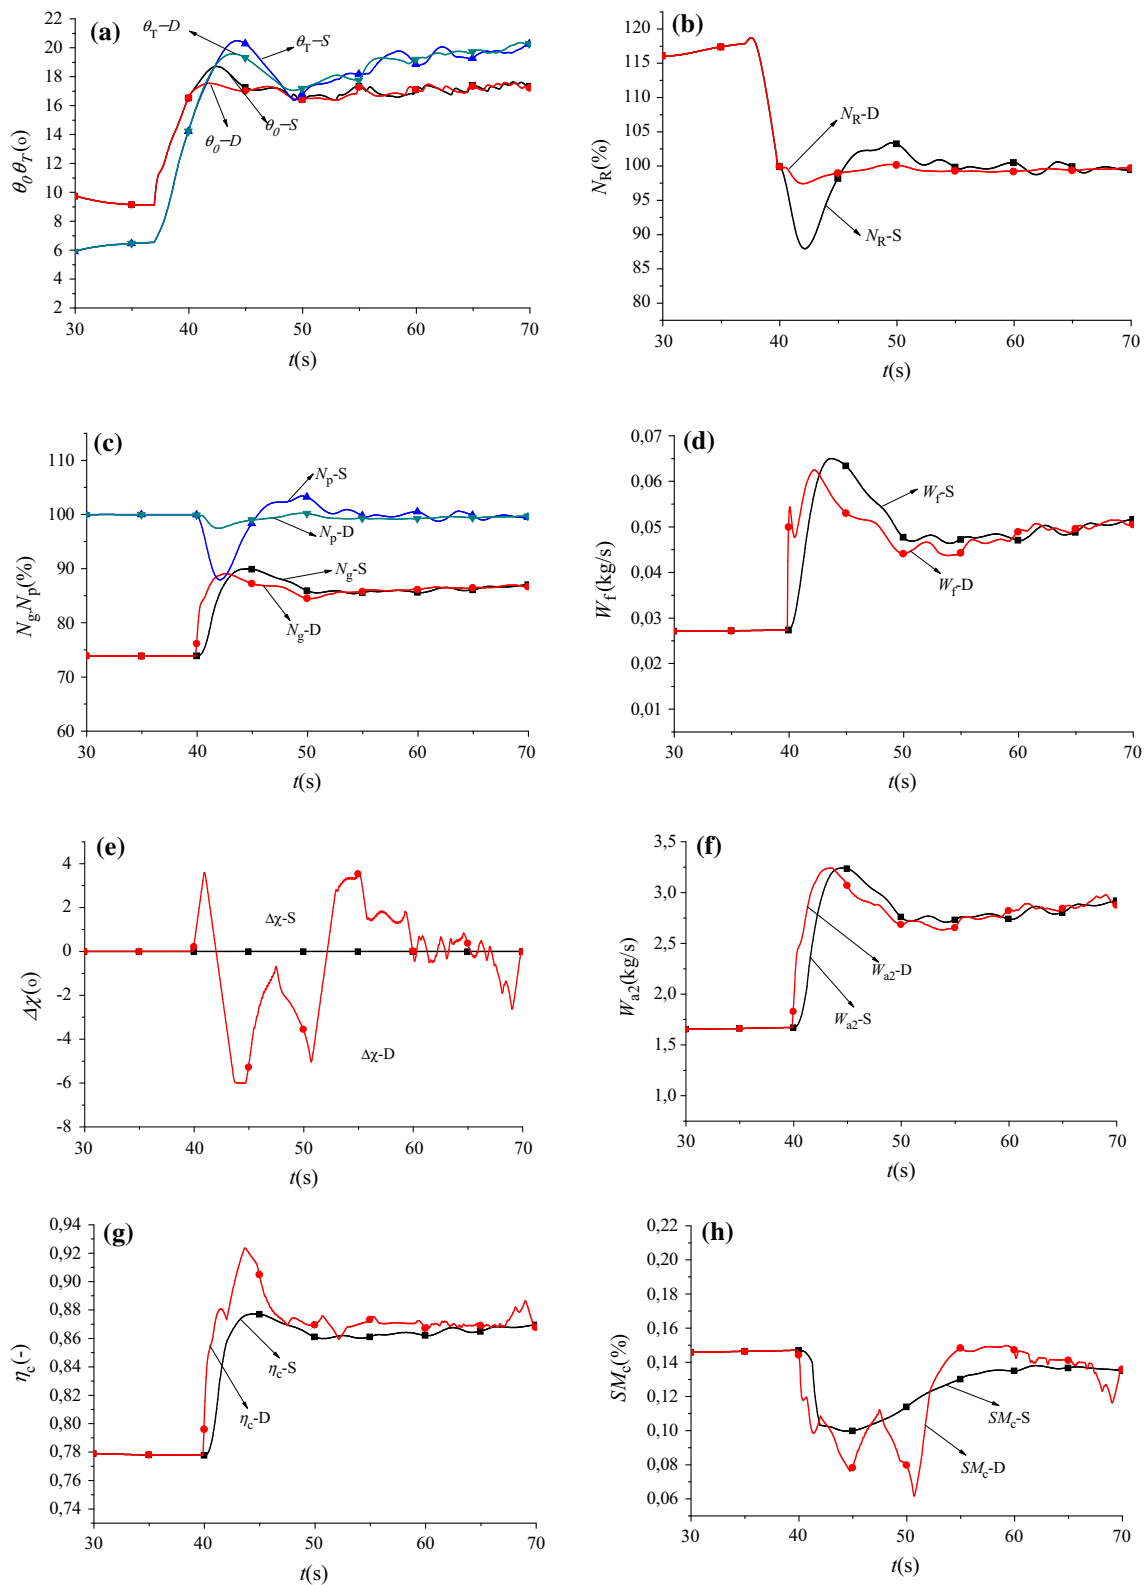 (a)
22
20
18
16
14
12
10
8
6
4
2
θ0 θT(o)
θT–D
θT–S
θ0–S
θ0–D
30 40 50 60 70
t(s)
(b)
120
115
110
105
100
95
90
85
80
NR(%)
NR-D
NR-S
30 40 50 60 70
t(s)
(c)
110
100
90
80
70
60
Ng,Np(%)
Np-S
Np-D
Ng-S
Ng-D
30 40 50 60 70
t(s)
(d)
0,07
0,06
0,05
0,04
0,03
0,02
0,01
Wf(kg/s)
Wf-S
Wf-D
30 40 50 60 70
t(s)
(e)
4
2
0
-2
-4
-6
-8
Δχ(o)
Δχ-S
Δχ-D
30 40 50 60 70
t(s)
(f)
3,5
3,0
2,5
2,0
1,5
1,0
Wa2(kg/s)
Wa2-D
Wa2-S
30 40 50 60 70
t(s)
(g)
0,94
0,92
0,90
0,88
0,86
0,84
0,82
0,80
0,78
0,76
0,74
0,73
ηc(-)
ηc-S
ηc-D
30 40 50 60 70
t(s)
(h)
0,22
0,20
0,18
0,16
0,14
0,12
0,10
0,08
0,06
SMc(%)
SMc-S
SMc-D
30 40 50 60 70
t(s)